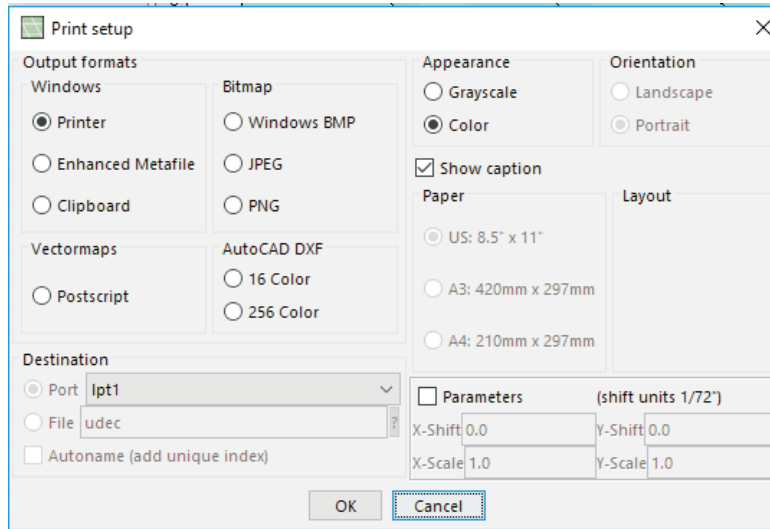 Print setup
Output formats
Windows
Printer
Enhanced Metafile
Clipboard
Bitmap
Windows BMP
JPEG
PNG
Vectormaps
Postscript
AutoCAD DXF
16 Color
256 Color
Destination
Port lpt1
File udec ?
Autoname (add unique index)
Appearance
Grayscale
Color
Orientation
Landscape
Portrait
Show caption
Paper
US: 8.5" x 11"
A3: 420mm x 297mm
A4: 210mm x 297mm
Layout
Parameters (shift units 1/72")
X-Shift 0.0 Y-Shift 0.0
X-Scale 1.0 Y-Scale 1.0
OK Cancel